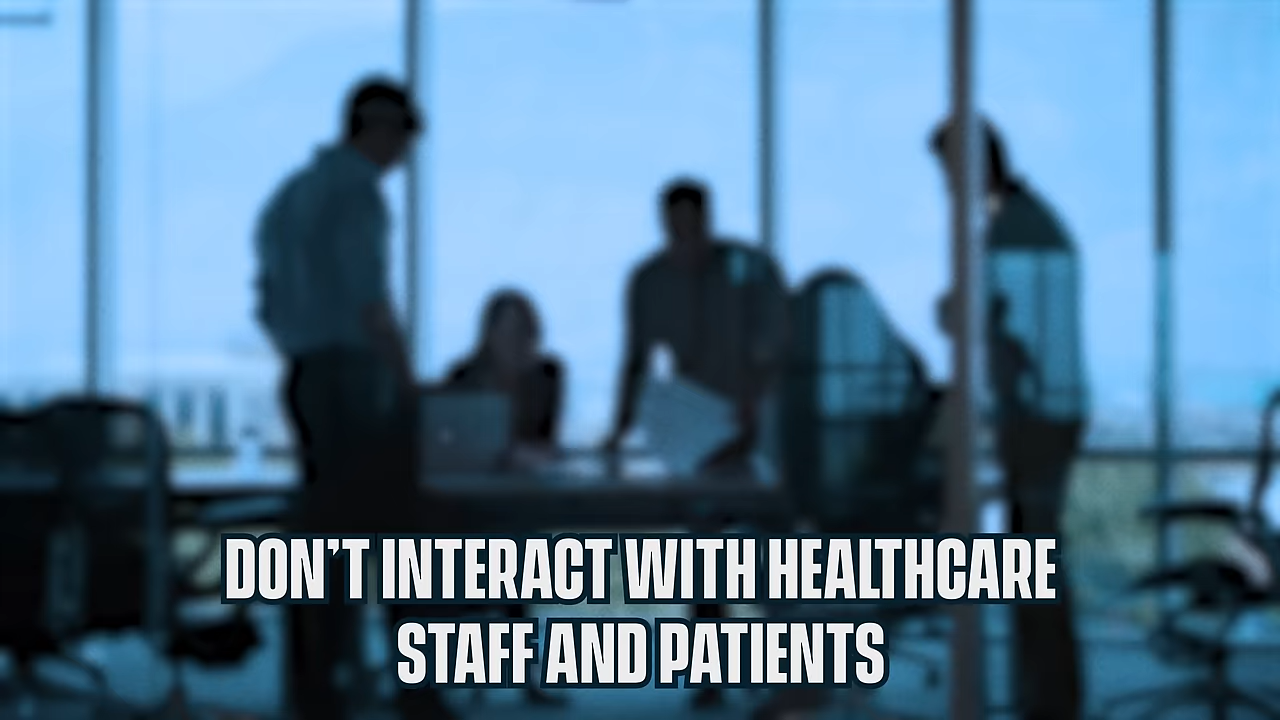 DON'T INTERACT WITH HEALTHCARE
STAFF AND PATIENTS